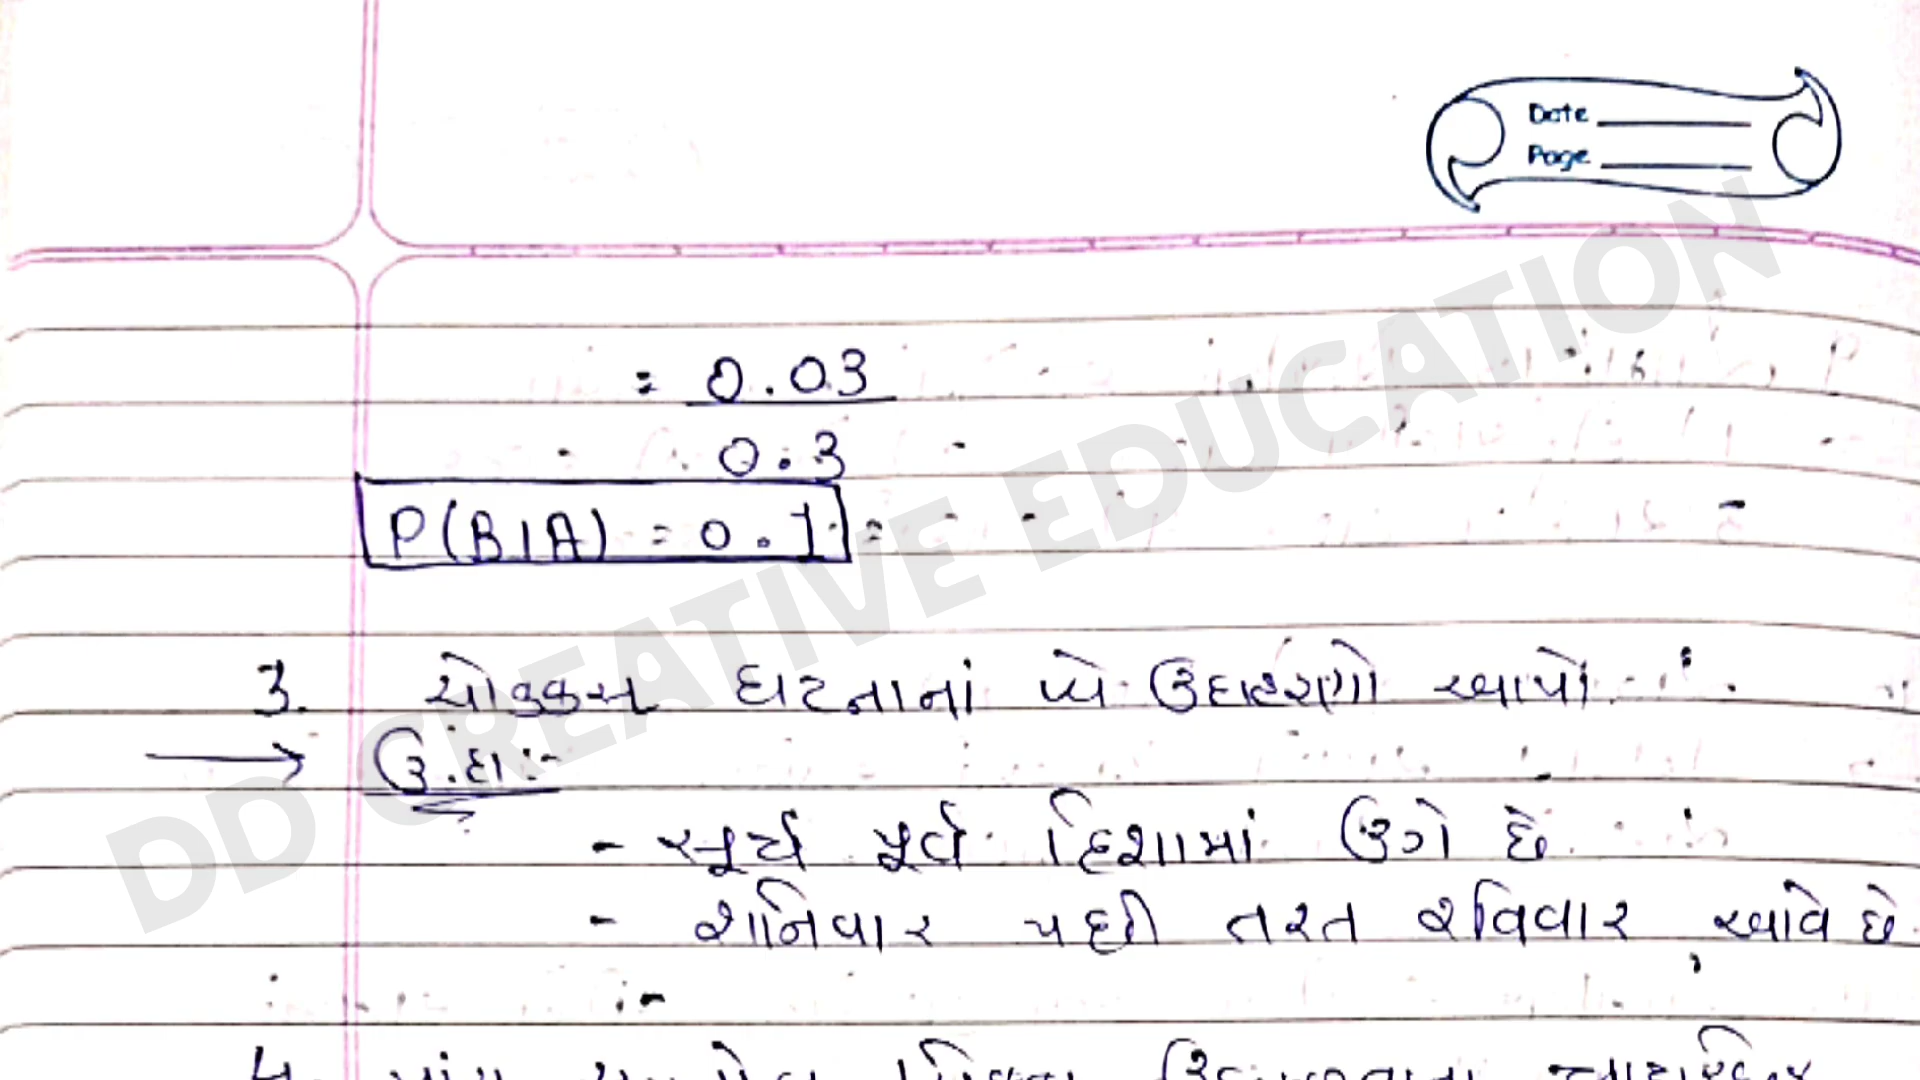 Date
Page
= 0.03
0.3
P(B|A) = 0.1
3. ચોક્કસ ઘટનાનાં બે ઉદાહરણો આપો.
→ ઉ.દા :-
- સૂર્ય પૂર્વ દિશામાં ઉગે છે.
- શનિવાર પછી તરત રવિવાર આવે છે.
4.
DD CREATIVE EDUCATION